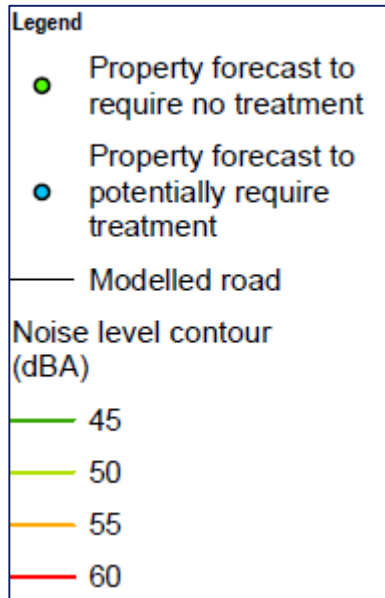 Legend
Property forecast to
require no treatment
Property forecast to
potentially require
treatment
Modelled road
Noise level contour
(dBA)
45
50
55
60